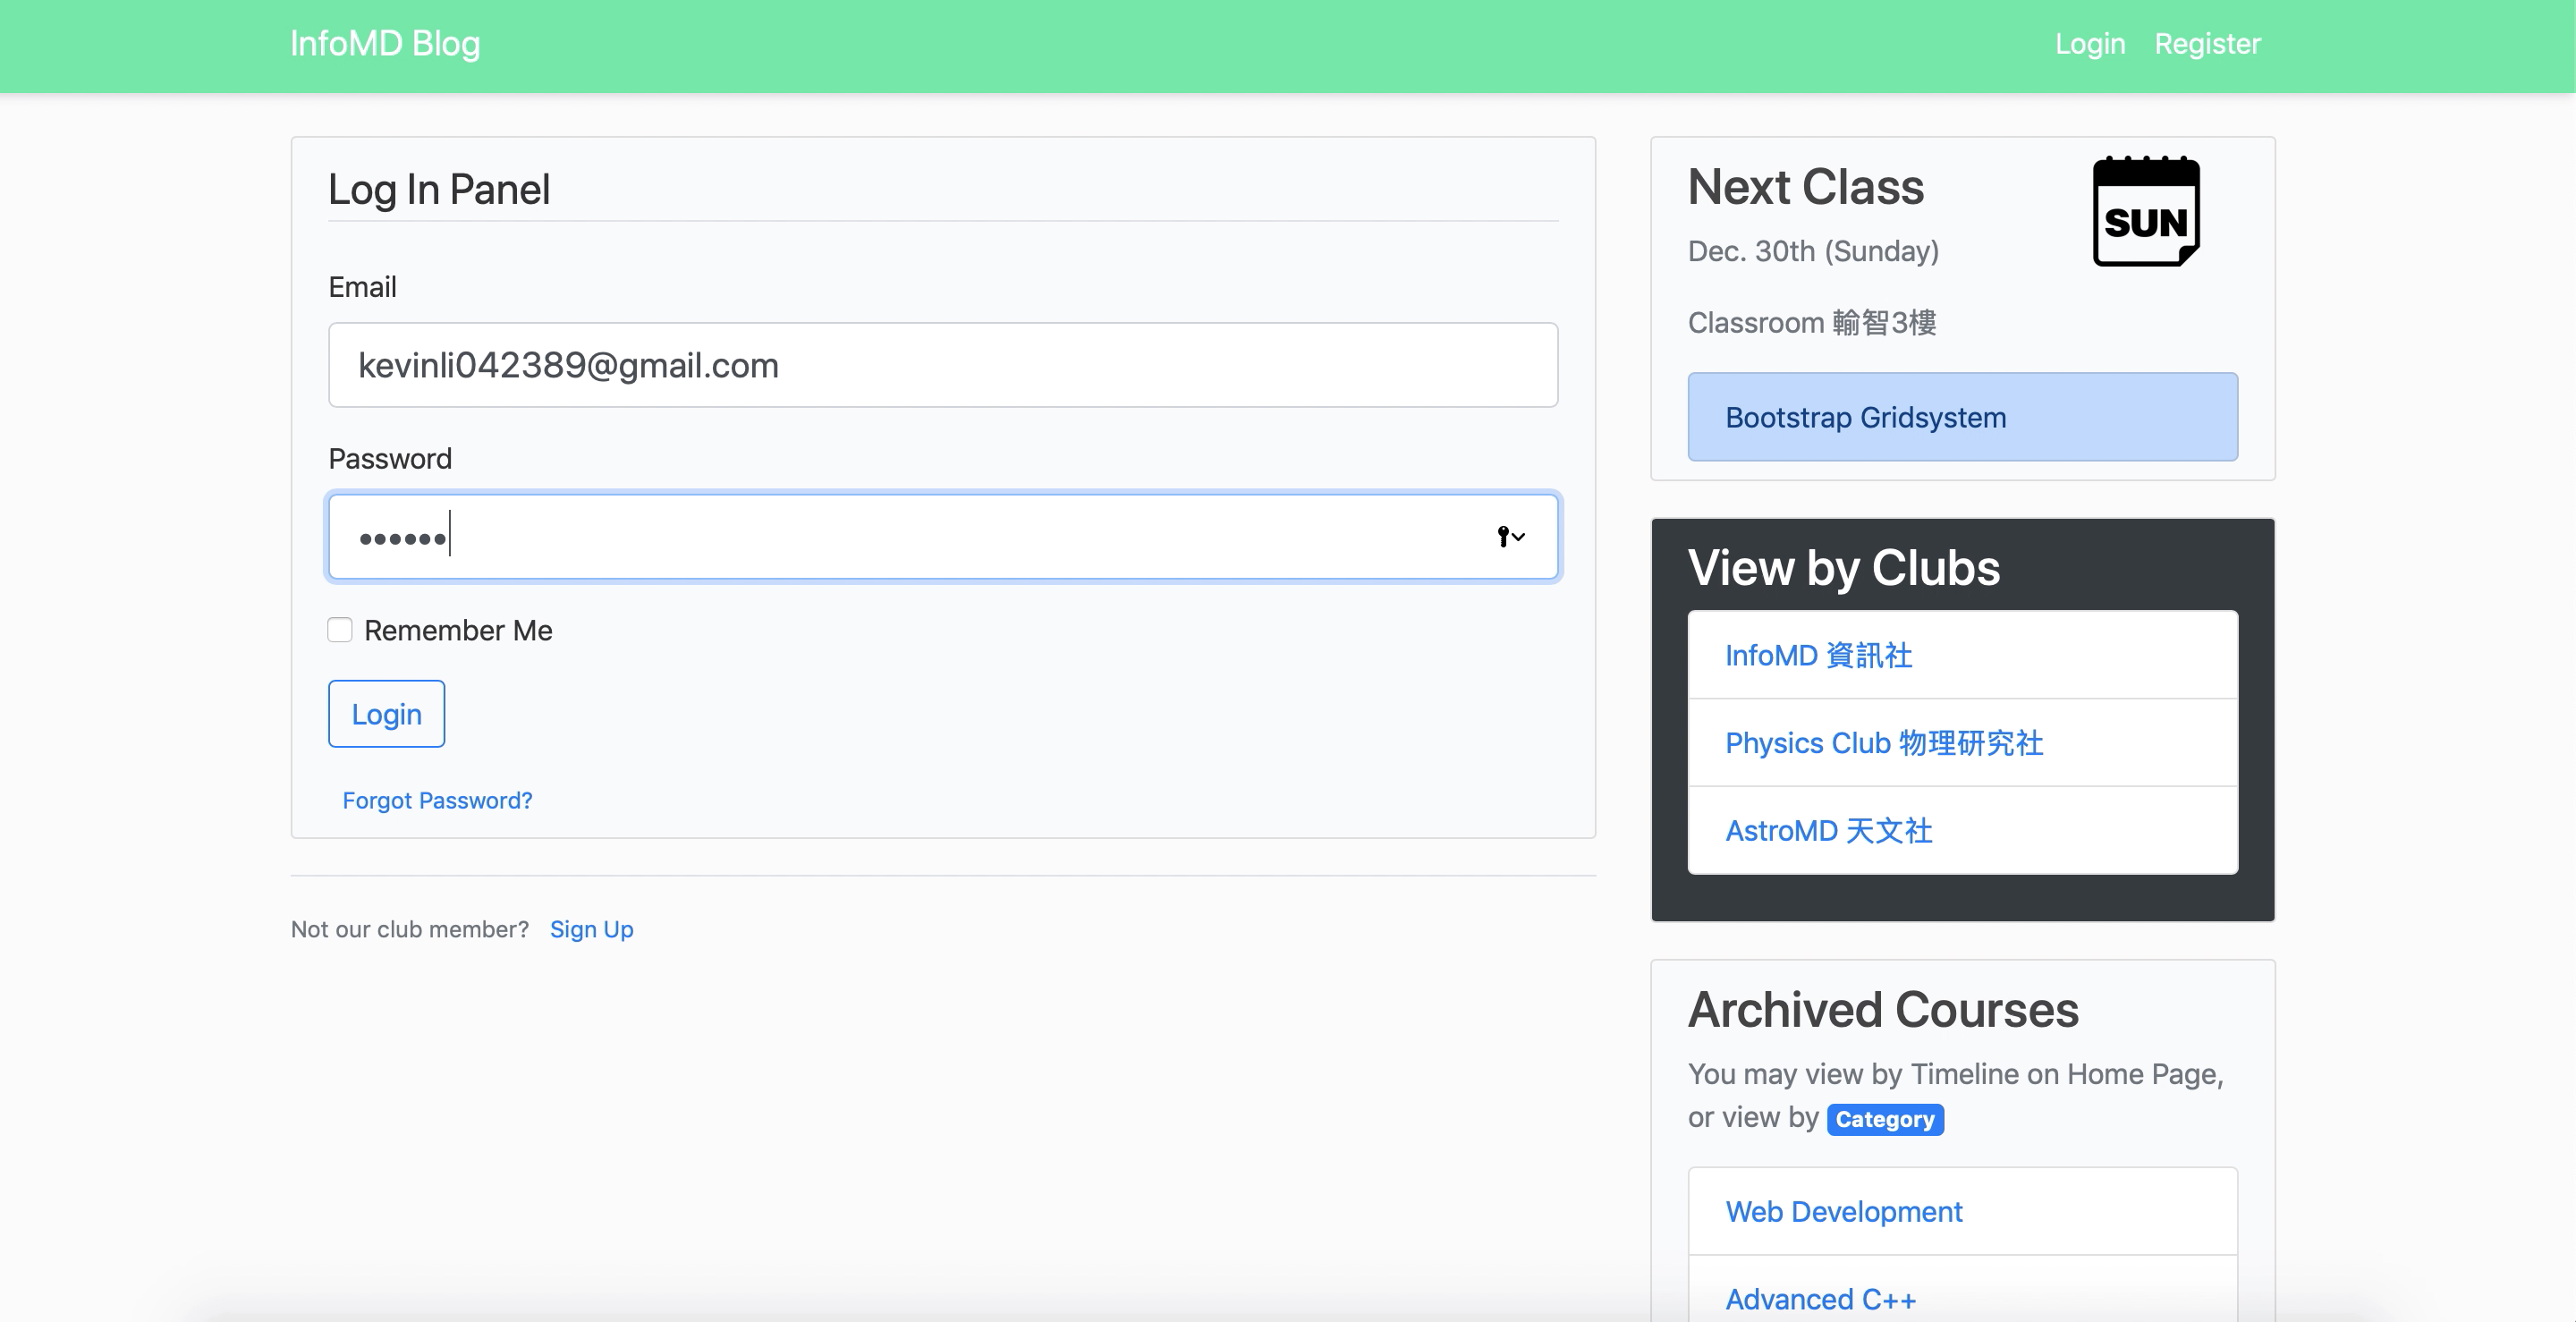 InfoMD Blog
Login
Register
Log In Panel
Email
kevinli042389@gmail.com
Password
Remember Me
Login
Forgot Password?
Not our club member? Sign Up
Next Class
SUN
Dec. 30th (Sunday)
Classroom 輸智3樓
Bootstrap Gridsystem
View by Clubs
InfoMD 資訊社
Physics Club 物理研究社
AstroMD 天文社
Archived Courses
You may view by Timeline on Home Page,
or view by Category
Web Development
Advanced C++